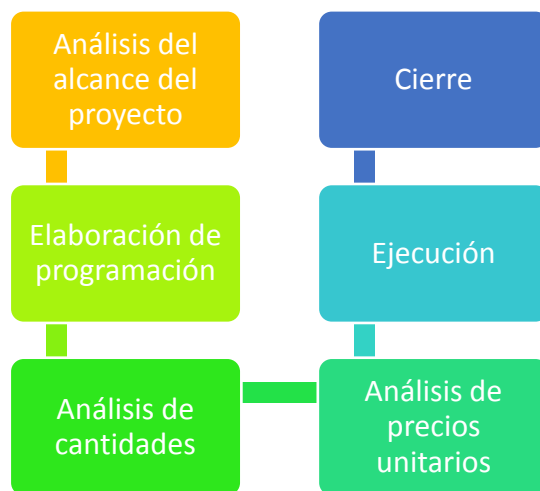 Análisis del
alcance del
proyecto
Elaboración de
programación
Análisis de
cantidades
Análisis de
precios
unitarios
Ejecución
Cierre